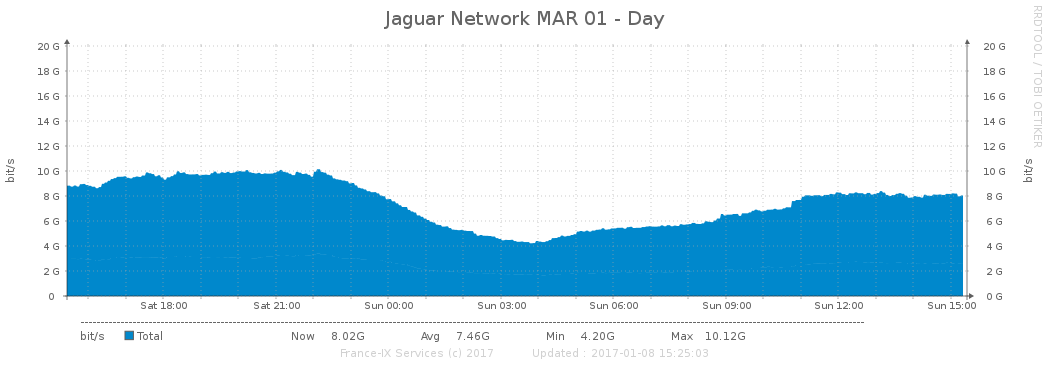 Jaguar Network MAR 01 - Day
RRDTOOL / TOBI OETIKER
bit/s
bit/s
20 G 20 G
18 G 18 G
16 G 16 G
14 G 14 G
12 G 12 G
10 G 10 G
8 G 8 G
6 G 6 G
4 G 4 G
2 G 2 G
0 0 G
Sat 18:00 Sat 21:00 Sun 00:00 Sun 03:00 Sun 06:00 Sun 09:00 Sun 12:00 Sun 15:00
bit/s Total Now 8.02G Avg 7.46G Min 4.20G Max 10.12G
France-IX Services (c) 2017 Updated : 2017-01-08 15:25:03